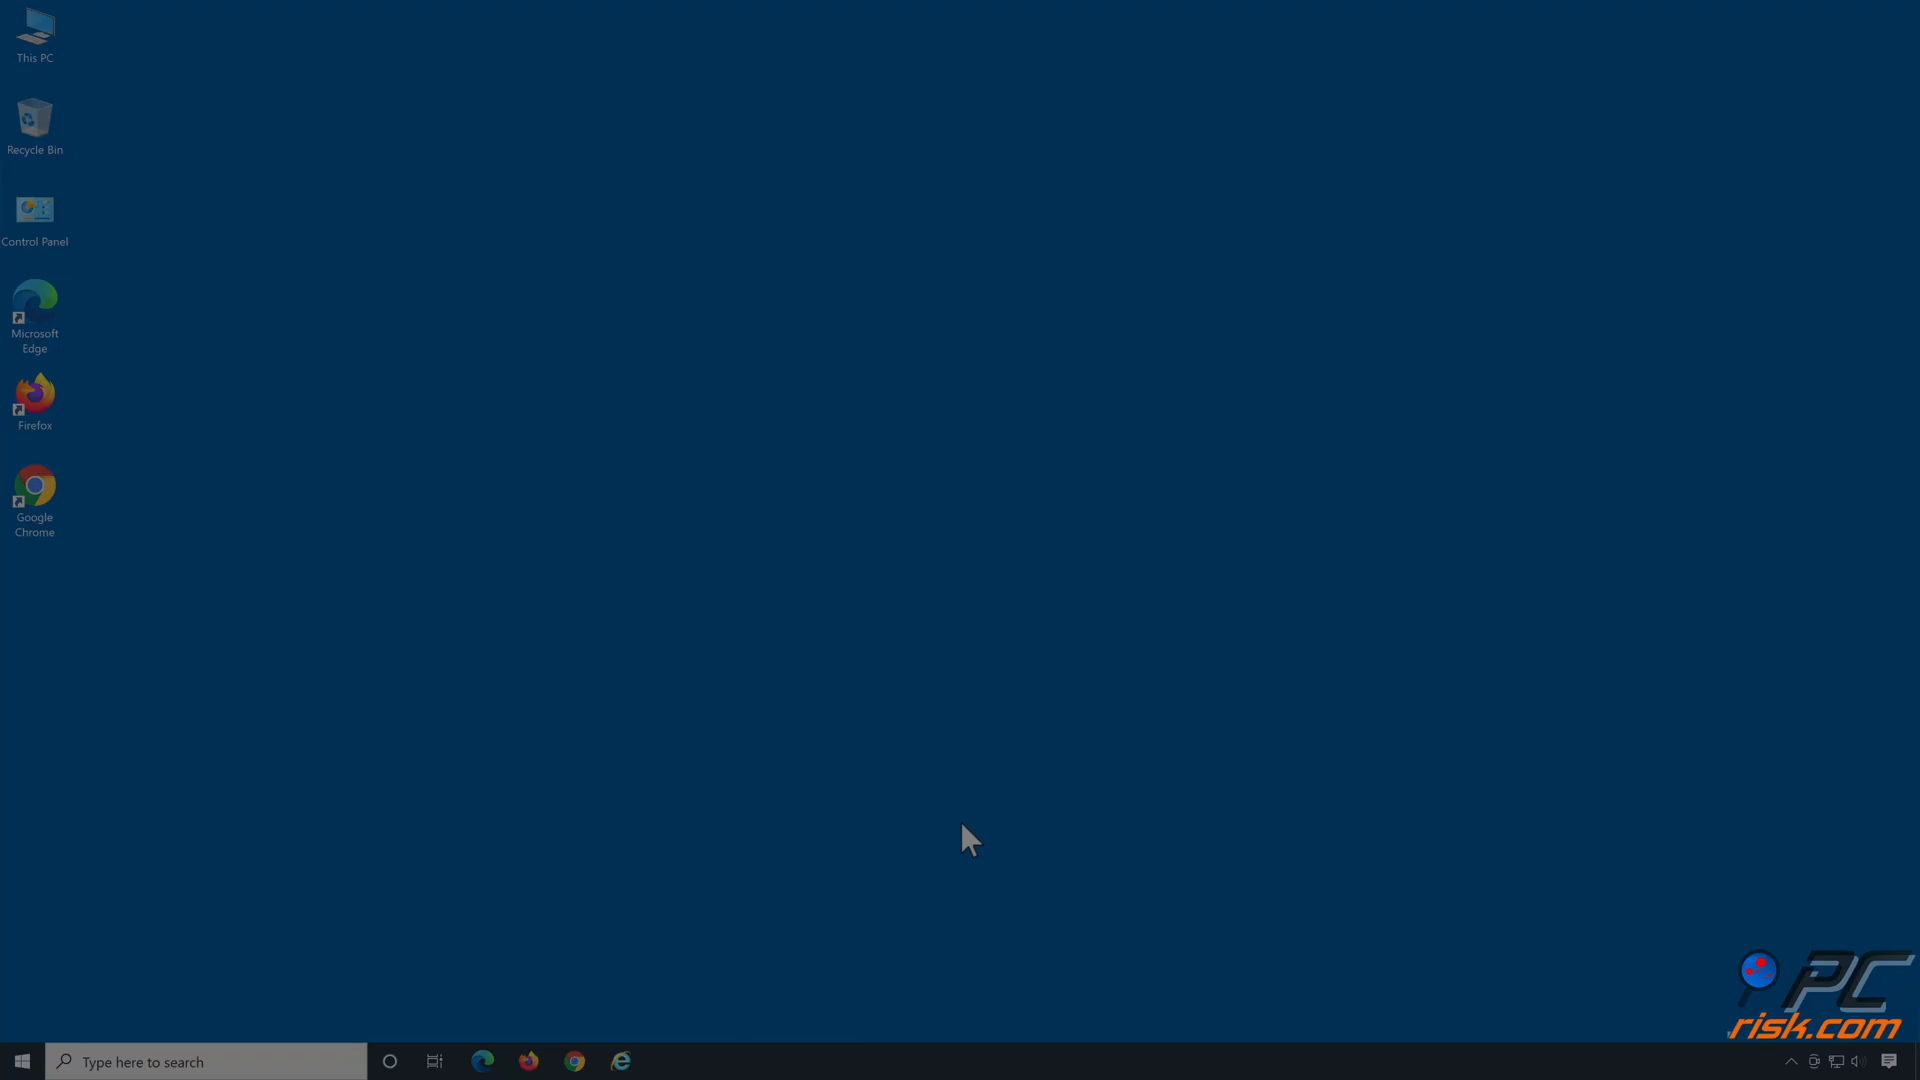 This PC
Recycle Bin
Control Panel
Microsoft
Edge
Firefox
Google
Chrome
PC
risk.com
Type here to search